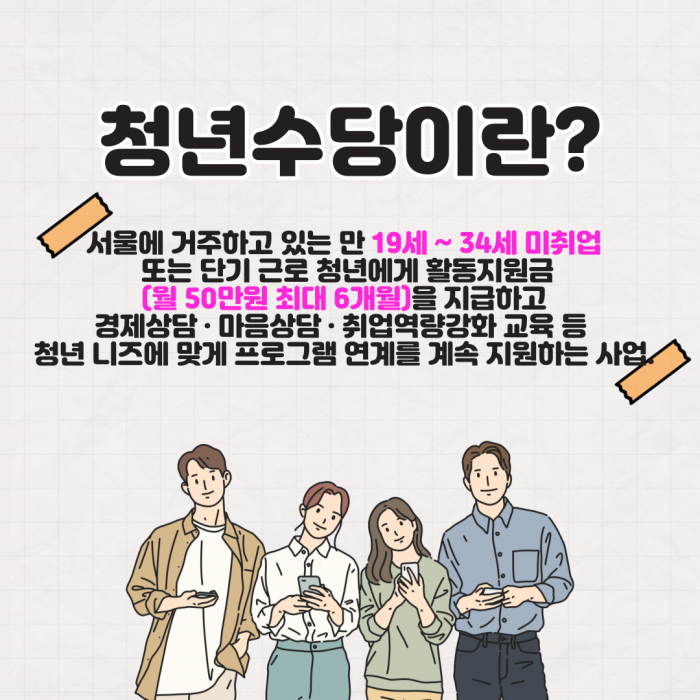 청년수당이란?
서울에 거주하고 있는 만 19세 ~ 34세 미취업
또는 단기 근로 청년에게 활동지원금
(월 50만원 최대 6개월)을 지급하고
경제상담 · 마음상담 · 취업역량강화 교육 등
청년 니즈에 맞게 프로그램 연계를 계속 지원하는 사업.